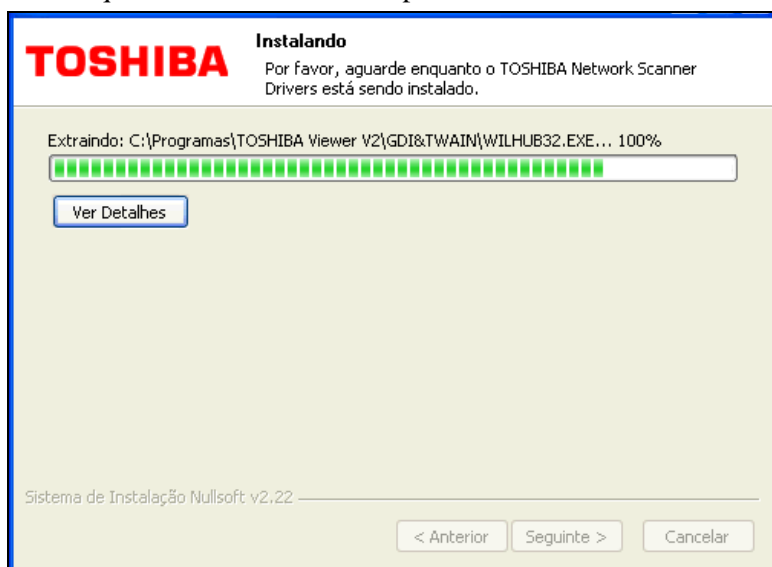 TOSHIBA
Instalando
Por favor, aguarde enquanto o TOSHIBA Network Scanner
Drivers está sendo instalado.
Extraindo: C:\Programas\TOSHIBA Viewer V2\GDI&TWAIN\WILHUB32.EXE... 100%
Ver Detalhes
Sistema de Instalação Nullsoft v2.22
< Anterior
Seguinte >
Cancelar